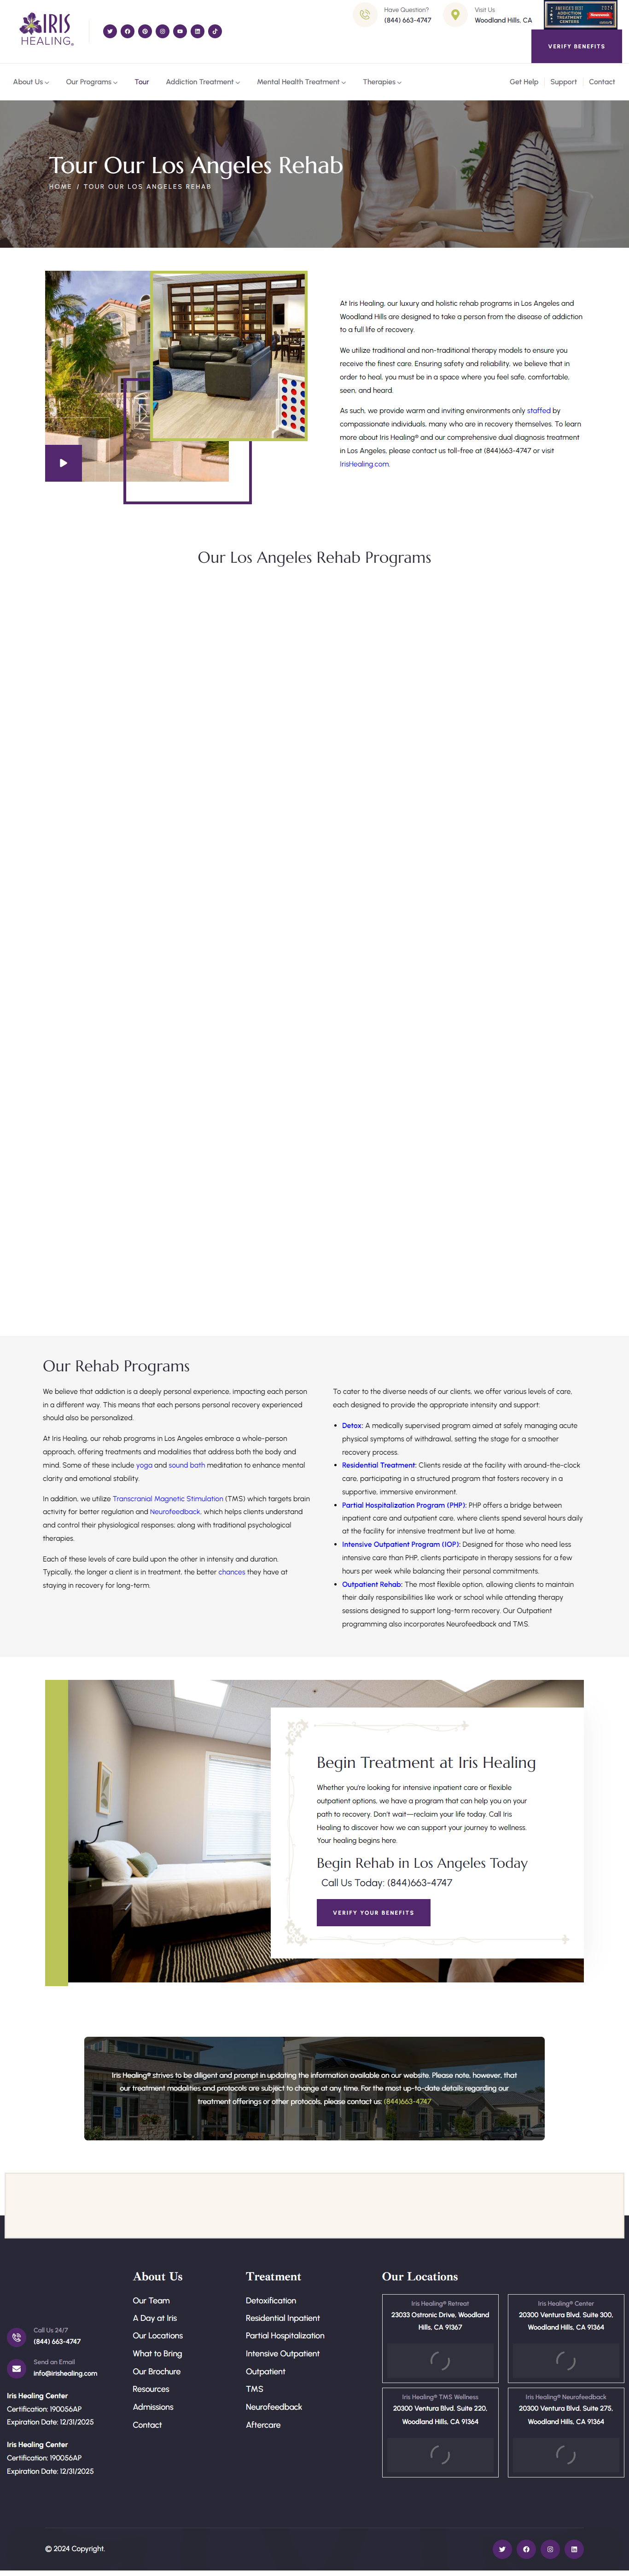 IRIS
HEALING
Have Question?
(844) 663-4747
Visit Us
Woodland Hills, CA
AMERICA'S BEST
ADDICTION
TREATMENT
CENTERS
2024
Newsweek
VERIFY BENEFITS
About Us
Our Programs
Tour
Addiction Treatment
Mental Health Treatment
Therapies
Get Help
Support
Contact
Tour Our Los Angeles Rehab
HOME / TOUR OUR LOS ANGELES REHAB
At Iris Healing, our luxury and holistic rehab programs in Los Angeles and
Woodland Hills are designed to take a person from the disease of addiction
to a full life of recovery.
We utilize traditional and non-traditional therapy models to ensure you
receive the finest care. Ensuring safety and reliability, we believe that in
order to heal, you must be in a space where you feel safe, comfortable,
seen, and heard.
As such, we provide warm and inviting environments only staffed by
compassionate individuals, many who are in recovery themselves. To learn
more about Iris Healing® and our comprehensive dual diagnosis treatment
in Los Angeles, please contact us toll-free at (844)663-4747 or visit
IrisHealing.com.
Our Los Angeles Rehab Programs
Our Rehab Programs
We believe that addiction is a deeply personal experience, impacting each person
in a different way. This means that each persons personal recovery experienced
should also be personalized.
At Iris Healing, our rehab programs in Los Angeles embrace a whole-person
approach, offering treatments and modalities that address both the body and
mind. Some of these include yoga and sound bath meditation to enhance mental
clarity and emotional stability.
In addition, we utilize Transcranial Magnetic Stimulation (TMS) which targets brain
activity for better regulation and Neurofeedback, which helps clients understand
and control their physiological responses; along with traditional psychological
therapies.
Each of these levels of care build upon the other in intensity and duration.
Typically, the longer a client is in treatment, the better chances they have at
staying in recovery for long-term.
To cater to the diverse needs of our clients, we offer various levels of care,
each designed to provide the appropriate intensity and support:
Detox: A medically supervised program aimed at safely managing acute
physical symptoms of withdrawal, setting the stage for a smoother
recovery process.
Residential Treatment: Clients reside at the facility with around-the-clock
care, participating in a structured program that fosters recovery in a
supportive, immersive environment.
Partial Hospitalization Program (PHP): PHP offers a bridge between
inpatient care and outpatient care, where clients spend several hours daily
at the facility for intensive treatment but live at home.
Intensive Outpatient Program (IOP): Designed for those who need less
intensive care than PHP, clients participate in therapy sessions for a few
hours per week while balancing their personal commitments.
Outpatient Rehab: The most flexible option, allowing clients to maintain
their daily responsibilities like work or school while attending therapy
sessions designed to support long-term recovery. Our Outpatient
programming also incorporates Neurofeedback and TMS.
Begin Treatment at Iris Healing
Whether you're looking for intensive inpatient care or flexible
outpatient options, we have a program that can help you on your
path to recovery. Don't wait—reclaim your life today. Call Iris
Healing to discover how we can support your journey to wellness.
Your healing begins here.
Begin Rehab in Los Angeles Today
Call Us Today: (844)663-4747
VERIFY YOUR BENEFITS
Iris Healing® strives to be diligent and prompt in updating the information available on our website. Please note, however, that
our treatment modalities and protocols are subject to change at any time. For the most up-to-date details regarding our
treatment offerings or other protocols, please contact us: (844)663-4747
Call Us 24/7
(844) 663-4747
Send an Email
info@irishealing.com
Iris Healing Center
Certification: 190056AP
Expiration Date: 12/31/2025
Iris Healing Center
Certification: 190056AP
Expiration Date: 12/31/2025
About Us
Our Team
A Day at Iris
Our Locations
What to Bring
Our Brochure
Resources
Admissions
Contact
Treatment
Detoxification
Residential Inpatient
Partial Hospitalization
Intensive Outpatient
Outpatient
TMS
Neurofeedback
Aftercare
Our Locations
Iris Healing® Retreat
23033 Ostronic Drive, Woodland
Hills, CA 91367
Iris Healing® Center
20300 Ventura Blvd. Suite 300,
Woodland Hills, CA 91364
Iris Healing® TMS Wellness
20300 Ventura Blvd. Suite 220,
Woodland Hills, CA 91364
Iris Healing® Neurofeedback
20300 Ventura Blvd. Suite 275,
Woodland Hills, CA 91364
© 2024 Copyright.